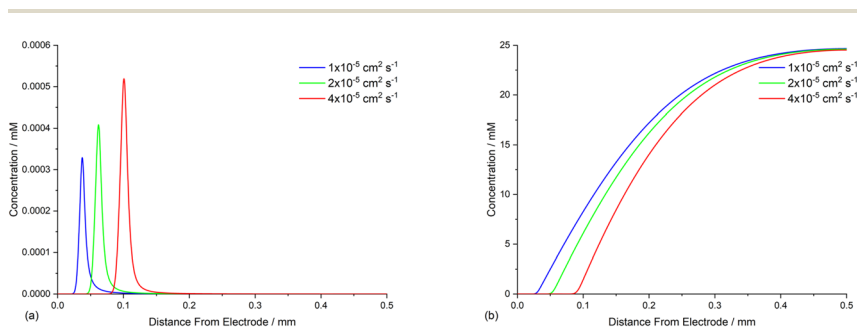 0.0006
0.0005
0.0004
0.0003
0.0002
0.0001
0.0000
Concentration / mM
0.0
0.1
0.2
0.3
0.4
0.5
(a)
Distance From Electrode / mm
1x10⁻⁵ cm² s⁻¹
2x10⁻⁵ cm² s⁻¹
4x10⁻⁵ cm² s⁻¹
25
20
15
10
5
0
Concentration / mM
0.0
0.1
0.2
0.3
0.4
0.5
(b)
Distance From Electrode / mm
1x10⁻⁵ cm² s⁻¹
2x10⁻⁵ cm² s⁻¹
4x10⁻⁵ cm² s⁻¹